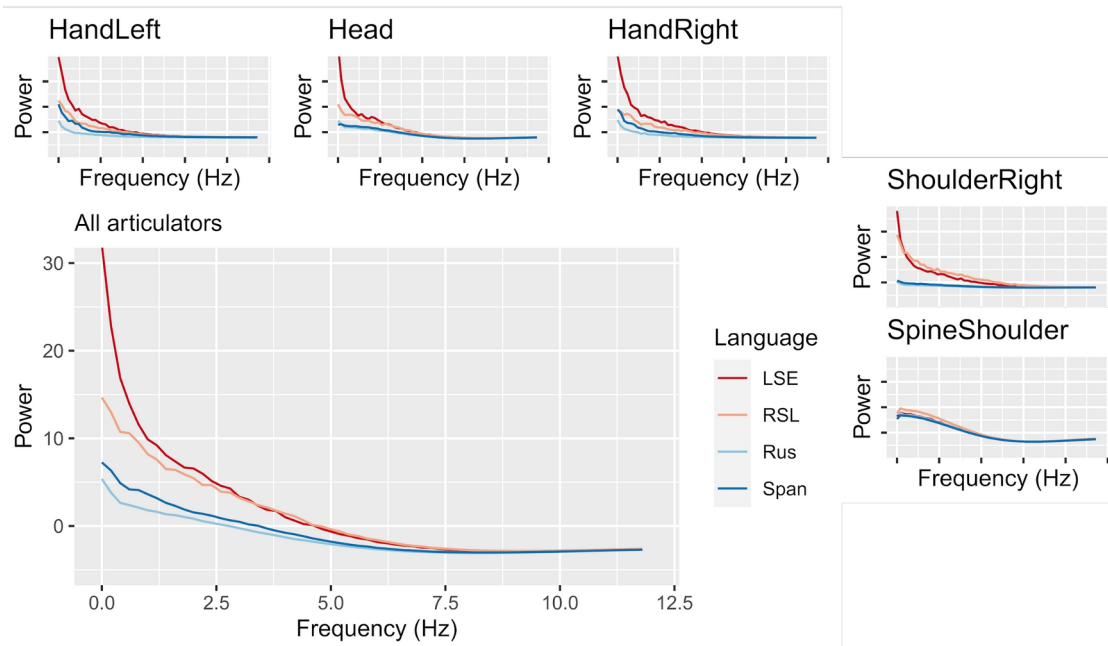 HandLeft
Head
HandRight
Power
Power
Power
Frequency (Hz)
Frequency (Hz)
Frequency (Hz)
ShoulderRight
Power
All articulators
30
20
10
0
Power
0.0
2.5
5.0
7.5
10.0
12.5
Frequency (Hz)
Language
LSE
RSL
Rus
Span
SpineShoulder
Power
Frequency (Hz)